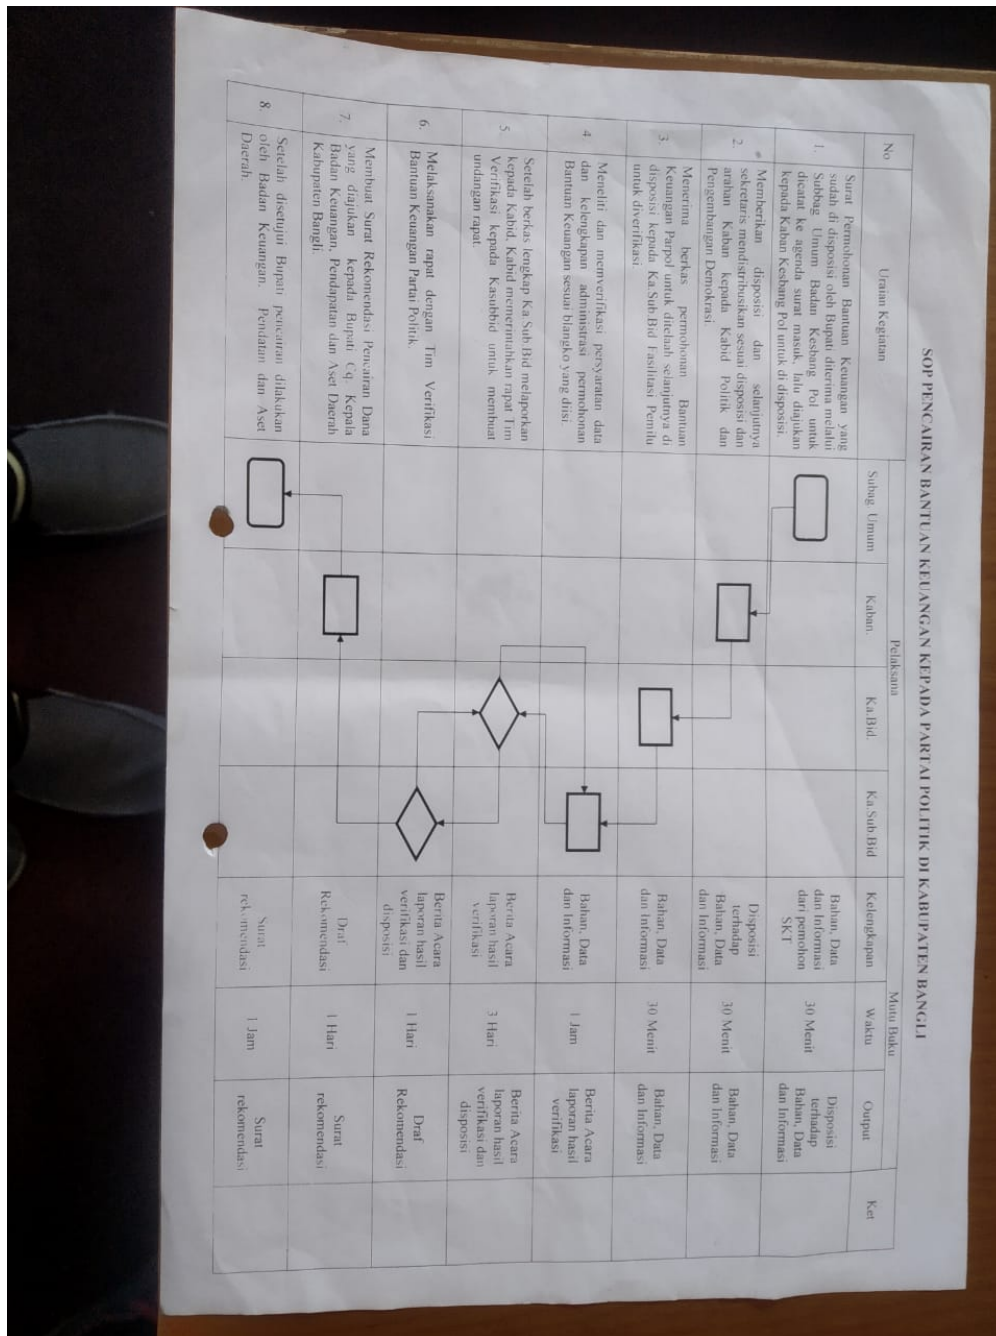 SOP PENCAIRAN BANTUAN KEUANGAN KEPADA PARTAI POLITIK DI KABUPATEN BANGLI
No
Uraian Kegiatan
Pelaksana
Mutu Buku
Ket
Subag. Umum
Kaban.
Ka.Bid.
Ka.Sub.Bid
Kelengkapan
Waktu
Output
1.
Surat Permohonan Bantuan Keuangan yang
sudah di disposisi oleh Bupati diterima melalui
Subbag Umum Badan Kesbang Pol untuk
dicatat ke agenda surat masuk, lalu diajukan
kepada Kaban Kesbang Pol untuk di disposisi.
Bahan, Data
dan Informasi
dari pemohon
SKT
30 Menit
Disposisi
terhadap
Bahan, Data
dan Informasi
2.
Memberikan disposisi dan selanjutnya
sekretaris mendistribusikan sesuai disposisi dan
arahan Kaban kepada Kabid Politik dan
Pengembangan Demokrasi
Disposisi
terhadap
Bahan, Data
dan Informasi
30 Menit
Bahan, Data
dan Informasi
3.
Menerima berkas permohonan Bantuan
Keuangan Parpol untuk ditelaah selanjutnya di
disposisi kepada Ka.Sub.Bid Fasilitasi Pemilu
untuk diverifikasi.
Bahan, Data
dan Informasi
30 Menit
Bahan, Data
dan Informasi
4
Meneliti dan memverifikasi persyaratan data
dan kelengkapan administrasi permohonan
Bantuan Keuangan sesuai blangko yang diisi
Bahan, Data
dan Informasi
1 Jam
Berita Acara
laporan hasil
verifikasi
5.
Setelah berkas lengkap Ka Sub Bid melaporkan
kepada Kabid, Kabid memerintahkan rapat Tim
Verifikasi kepada Kasubbid untuk membuat
undangan rapat.
Berita Acara
laporan hasil
verifikasi
3 Hari
Berita Acara
laporan hasil
verifikasi dan
disposisi
6.
Melaksanakan rapat dengan Tim Verifikasi
Bantuan Keuangan Partai Politik.
Berita Acara
laporan hasil
verifikasi dan
disposisi
1 Hari
Draf
Rekomendasi
7.
Membuat Surat Rekomendasi Pencairan Dana
yang diajukan kepada Bupati Cq. Kepala
Badan Keuangan, Pendapatan dan Aset Daerah
Kabupaten Bangli.
Draf
Rekomendasi
1 Hari
Surat
rekomendasi
8.
Setelah disetujui Bupati pencairan dilakukan
oleh Badan Keuangan, dan Aset
Daerah.
Surat
rekomendasi
1 Jam
Surat
rekomendasi